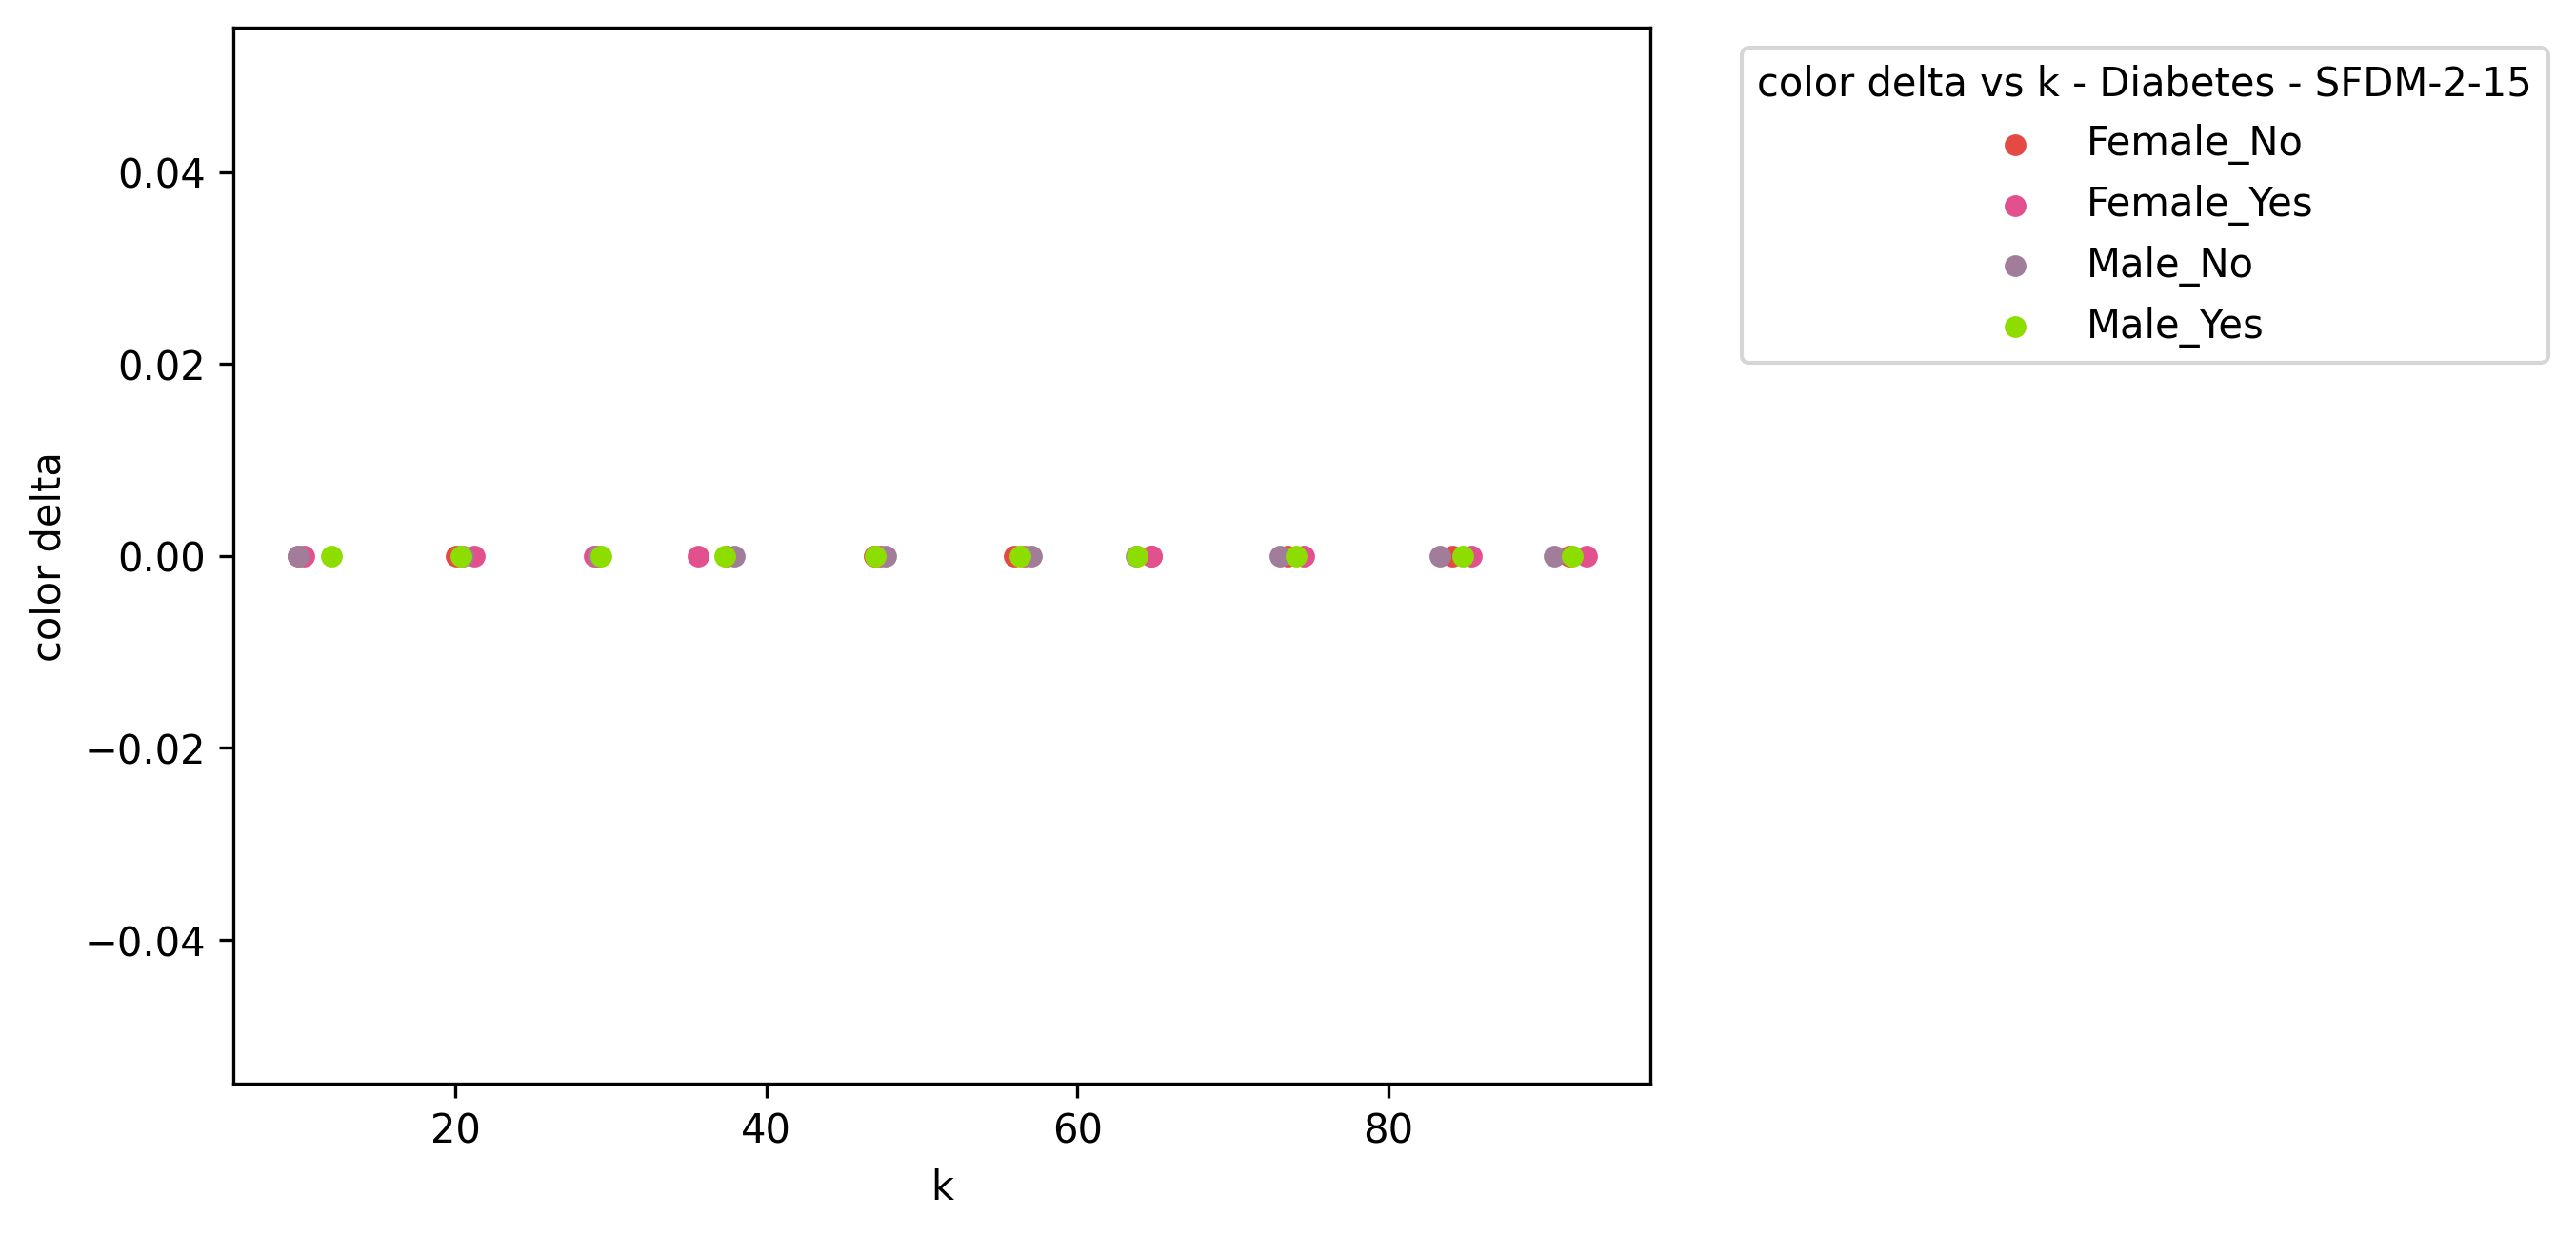 color delta vs k - Diabetes - SFDM-2-15
Female_No
Female_Yes
Male_No
Male_Yes
color delta
0.04
0.02
0.00
−0.02
−0.04
20 40 60 80
k